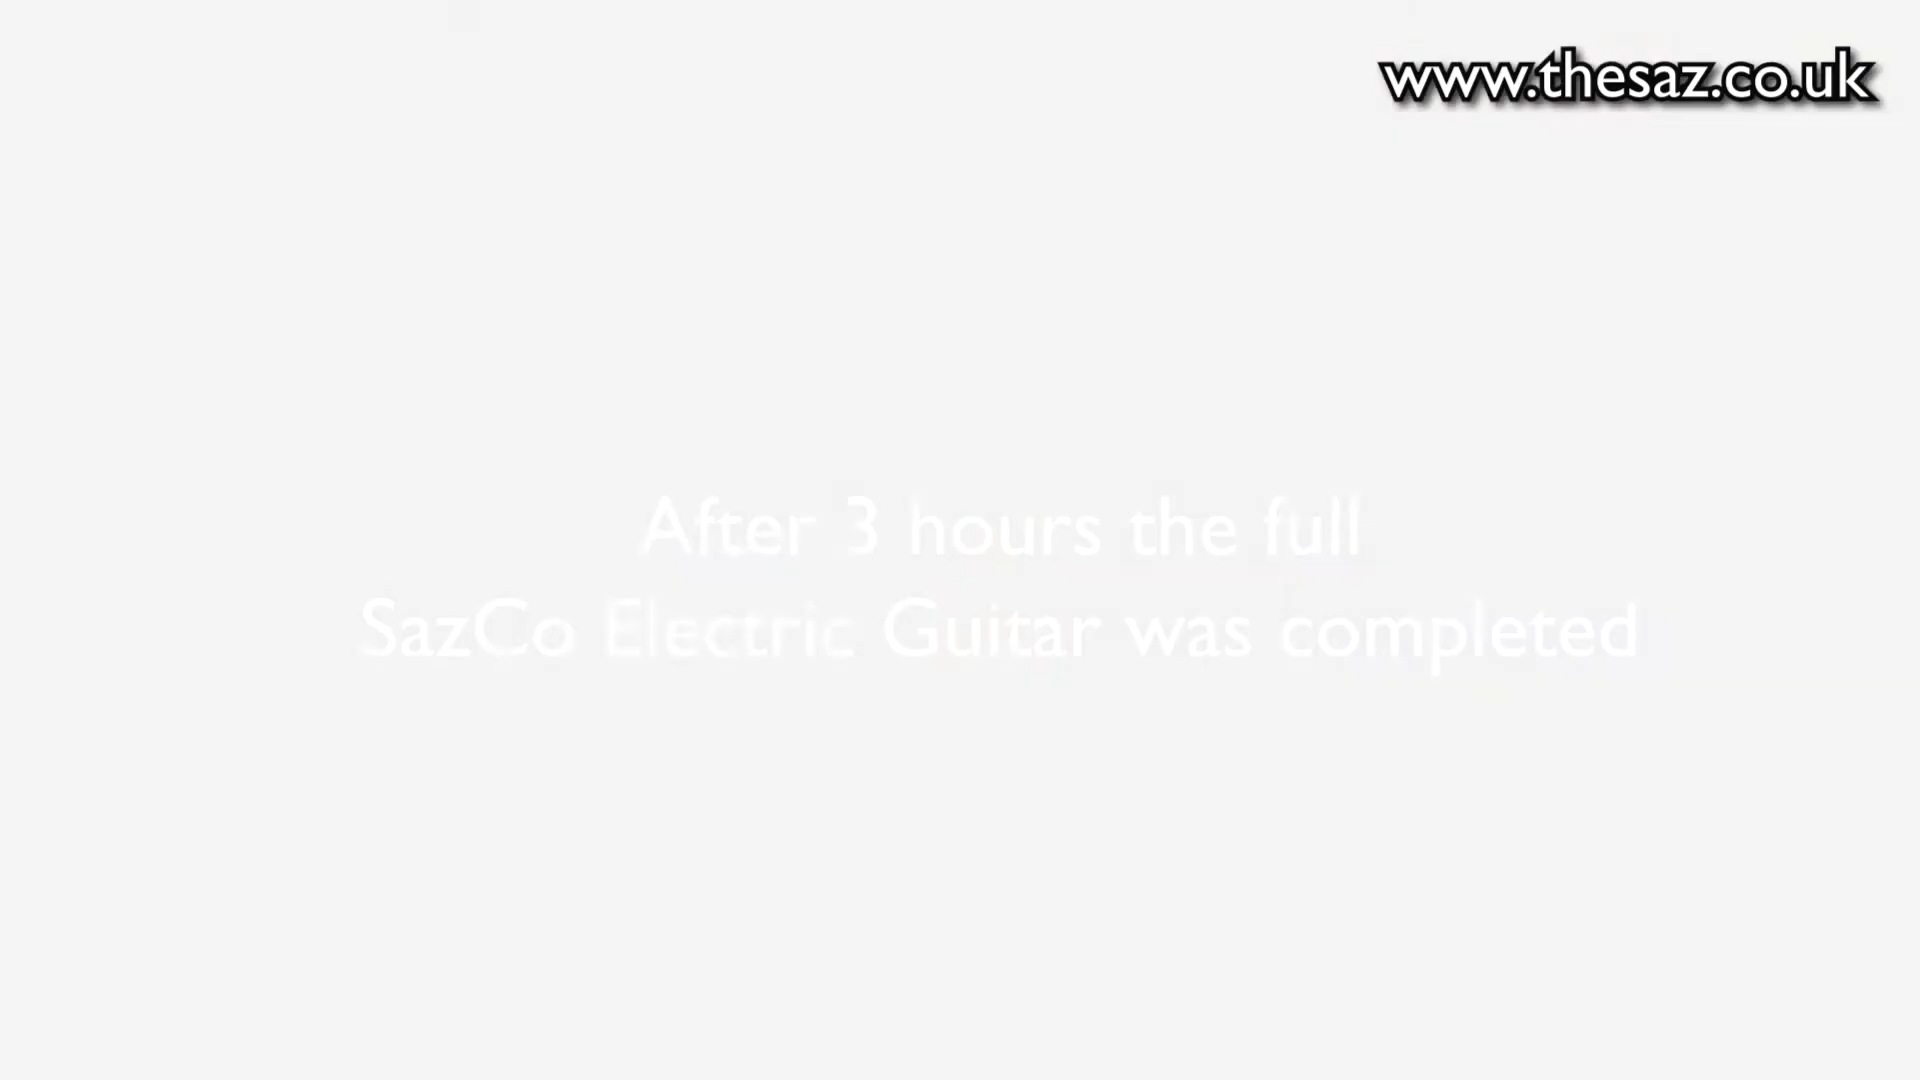 www.thesaz.co.uk
After 3 hours the full
SazCo Electric Guitar was completed